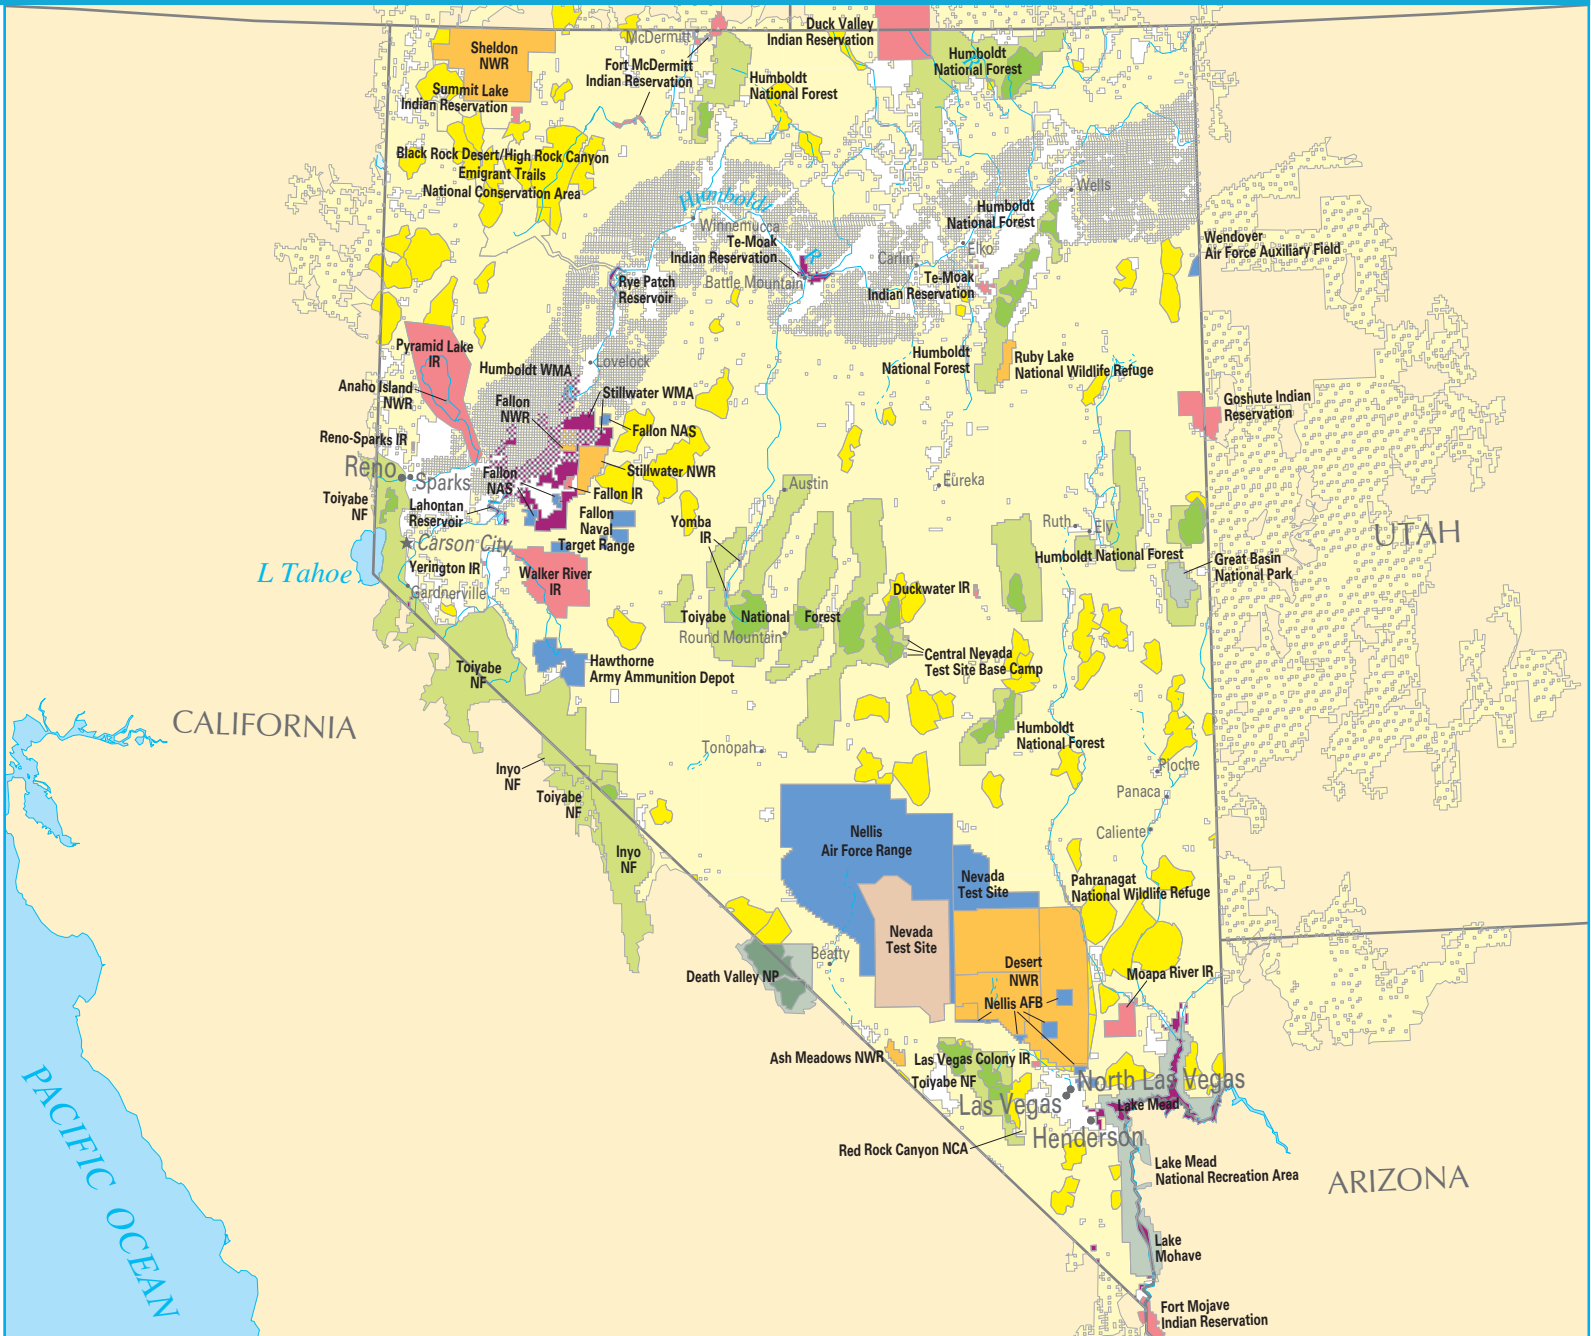 McDermitt
Duck Valley
Indian Reservation
Sheldon
NWR
Fort McDermitt
Indian Reservation
Humboldt
National Forest
Humboldt
National Forest
R
Summit Lake
Indian Reservation
Black Rock Desert/High Rock Canyon
Emigrant Trails
National Conservation Area
Humboldt
R
Wells
Humboldt
National Forest
Winnemucca
Te-Moak
Indian Reservation
Elko
Carlin
Wendover
Air Force Auxiliary Field
Rye Patch
Reservoir
Battle Mountain
Te-Moak
Indian Reservation
Pyramid Lake
IR
Humboldt WMA
Lovelock
Humboldt
National Forest
Ruby Lake
National Wildlife Refuge
Anaho Island
NWR
Fallon
NWR
Stillwater WMA
Goshute Indian
Reservation
Reno-Sparks IR
Fallon NAS
Reno
Sparks
Fallon
NAS
Stillwater NWR
Austin
Eureka
Toiyabe
NF
Lahontan
Reservoir
Fallon IR
Fallon
Naval
Target Range
Yomba
IR
Ruth
Ely
UTAH
Carson City
Humboldt National Forest
Great Basin
National Park
L Tahoe
Yerington IR
Walker River
IR
Gardnerville
Duckwater IR
Toiyabe National Forest
Round Mountain
Central Nevada
Test Site Base Camp
Toiyabe
NF
Hawthorne
Army Ammunition Depot
CALIFORNIA
Humboldt
National Forest
Tonopah
Inyo
NF
Toiyabe
NF
Pioche
Panaca
Caliente
Inyo
NF
Nellis
Air Force Range
Nevada
Test Site
Pahranagat
National Wildlife Refuge
Nevada
Test Site
Beatty
Death Valley NP
Desert
NWR
Moapa River IR
Nellis AFB
Ash Meadows NWR
Las Vegas Colony IR
Toiyabe NF
North Las Vegas
Las Vegas
Lake Mead
Henderson
Red Rock Canyon NCA
Lake Mead
National Recreation Area
ARIZONA
PACIFIC OCEAN
Lake
Mohave
Fort Mojave
Indian Reservation